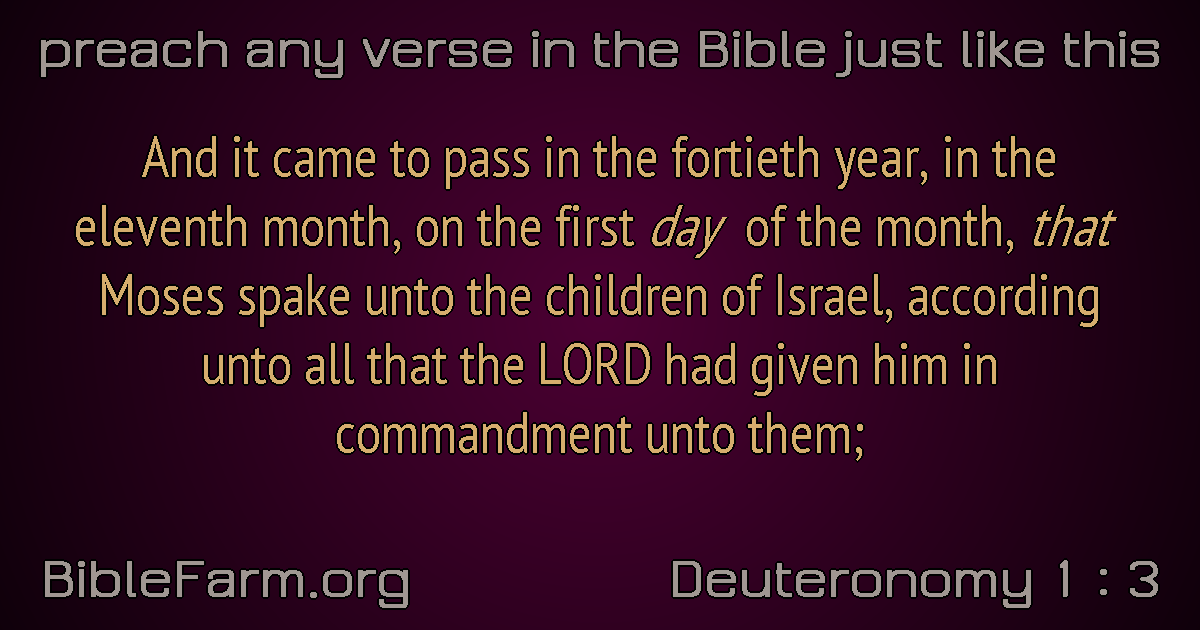 preach any verse in the Bible just like this
And it came to pass in the fortieth year, in the
eleventh month, on the first day of the month, that
Moses spake unto the children of Israel, according
unto all that the LORD had given him in
commandment unto them;
BibleFarm.org
Deuteronomy 1 : 3